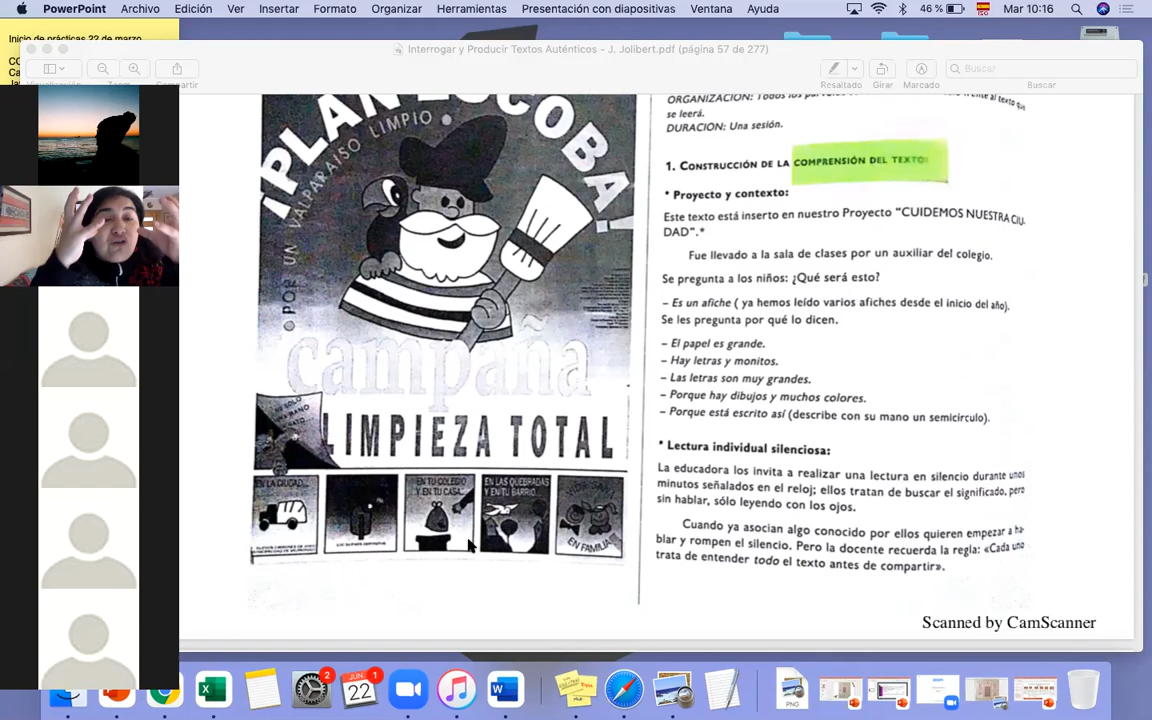 PowerPoint Archivo Edición Ver Insertar Formato Organizar Herramientas Presentación con diapositivas Ventana Ayuda 46 % Mar 10:16
Inicio de prácticas 22 de marzo
Interrogar y Producir Textos Auténticos - J. Jolibert.pdf (página 57 de 277)
Buscar
Visualización Zoom Compartir Resaltado Girar Marcado Buscar
¡PLAN ESCOBA!
POR UN VALPARAISO LIMPIO
campaña
LIMPIEZA TOTAL
EN LA CIUDAD...
EN TU COLEGIO
Y EN TU CASA...
EN LAS QUEBRADAS
Y EN TU BARRIO...
VIDA SANA
EN FAMILIA
se leerá.
DURACION: Una sesión.
1. CONSTRUCCIÓN DE LA COMPRENSIÓN DEL TEXTO
* Proyecto y contexto:
Este texto está inserto en nuestro Proyecto "CUIDEMOS NUESTRA CIU-
DAD".*
Fue llevado a la sala de clases por un auxiliar del colegio.
Se pregunta a los niños: ¿Qué será esto?
– Es un afiche ( ya hemos leído varios afiches desde el inicio del año).
Se les pregunta por qué lo dicen.
– El papel es grande.
– Hay letras y monitos.
– Las letras son muy grandes.
– Porque hay dibujos y muchos colores.
– Porque está escrito así (describe con su mano un semicírculo).
* Lectura individual silenciosa:
La educadora los invita a realizar una lectura en silencio durante unos
minutos señalados en el reloj; ellos tratan de buscar el significado, pero
sin hablar, sólo leyendo con los ojos.
Cuando ya asocian algo conocido por ellos quieren empezar a ha-
blar y rompen el silencio. Pero la docente recuerda la regla: «Cada uno
trata de entender todo el texto antes de compartir».
Scanned by CamScanner
2
JUN.
22
1
PNG